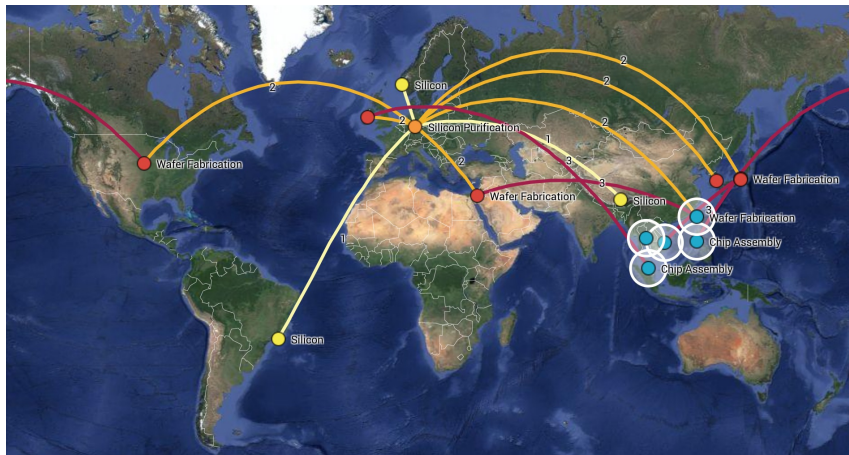 2
Silicon
2
2
2
2
Silicon Purification
1
3
2
Wafer Fabrication
3
Wafer Fabrication
Wafer Fabrication
Silicon
3
Wafer Fabrication
1
Chip Assembly
Chip Assembly
Silicon